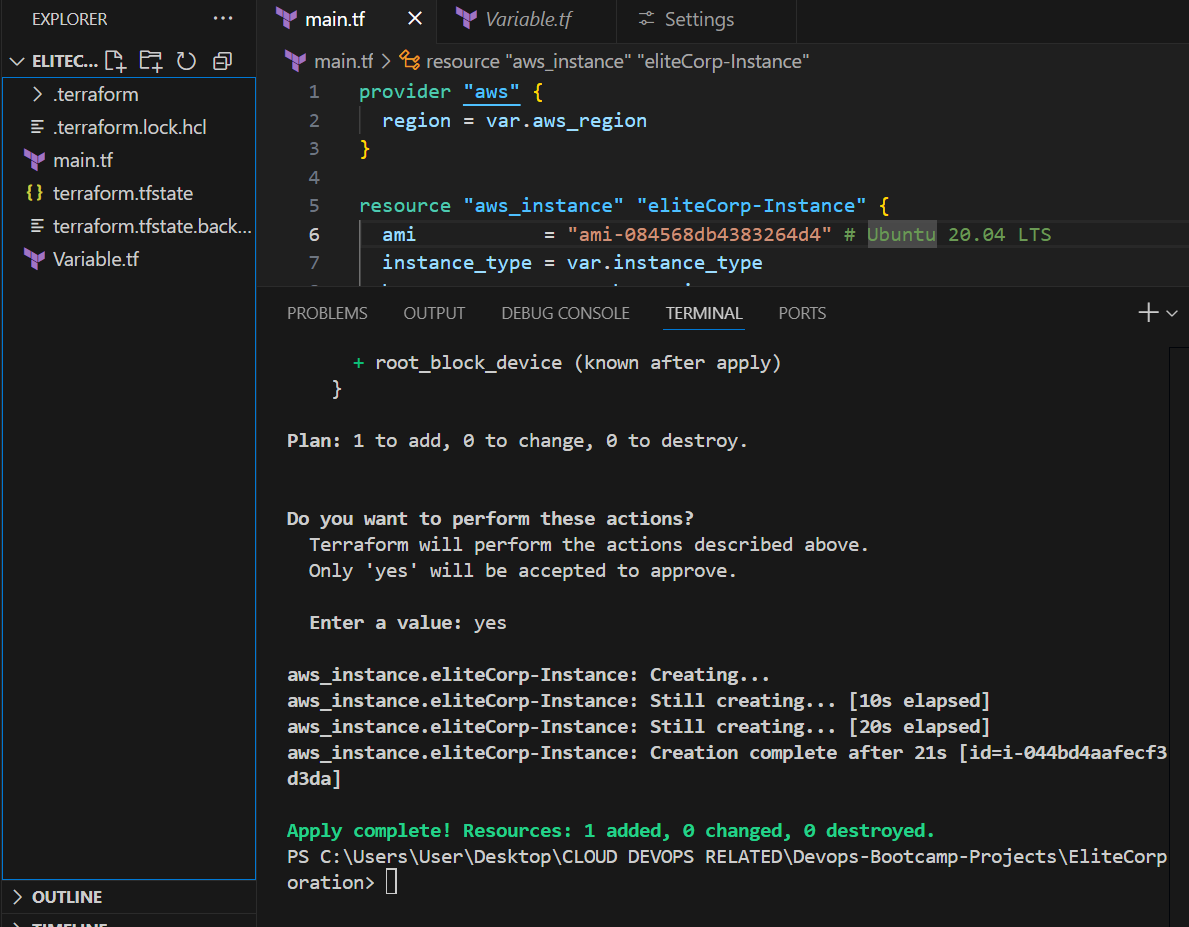 EXPLORER
ELITEC...
.terraform
.terraform.lock.hcl
main.tf
terraform.tfstate
terraform.tfstate.back...
Variable.tf
OUTLINE
TIMELINE
main.tf
Variable.tf
Settings
main.tf > resource "aws_instance" "eliteCorp-Instance"
1 provider "aws" {
2 region = var.aws_region
3 }
4
5 resource "aws_instance" "eliteCorp-Instance" {
6 ami = "ami-084568db4383264d4" # Ubuntu 20.04 LTS
7 instance_type = var.instance_type
PROBLEMS OUTPUT DEBUG CONSOLE TERMINAL PORTS
+ root_block_device (known after apply)
}
Plan: 1 to add, 0 to change, 0 to destroy.
Do you want to perform these actions?
Terraform will perform the actions described above.
Only 'yes' will be accepted to approve.
Enter a value: yes
aws_instance.eliteCorp-Instance: Creating...
aws_instance.eliteCorp-Instance: Still creating... [10s elapsed]
aws_instance.eliteCorp-Instance: Still creating... [20s elapsed]
aws_instance.eliteCorp-Instance: Creation complete after 21s [id=i-044bd4aafecf3
d3da]
Apply complete! Resources: 1 added, 0 changed, 0 destroyed.
PS C:\Users\User\Desktop\CLOUD DEVOPS RELATED\Devops-Bootcamp-Projects\EliteCorp
oration>